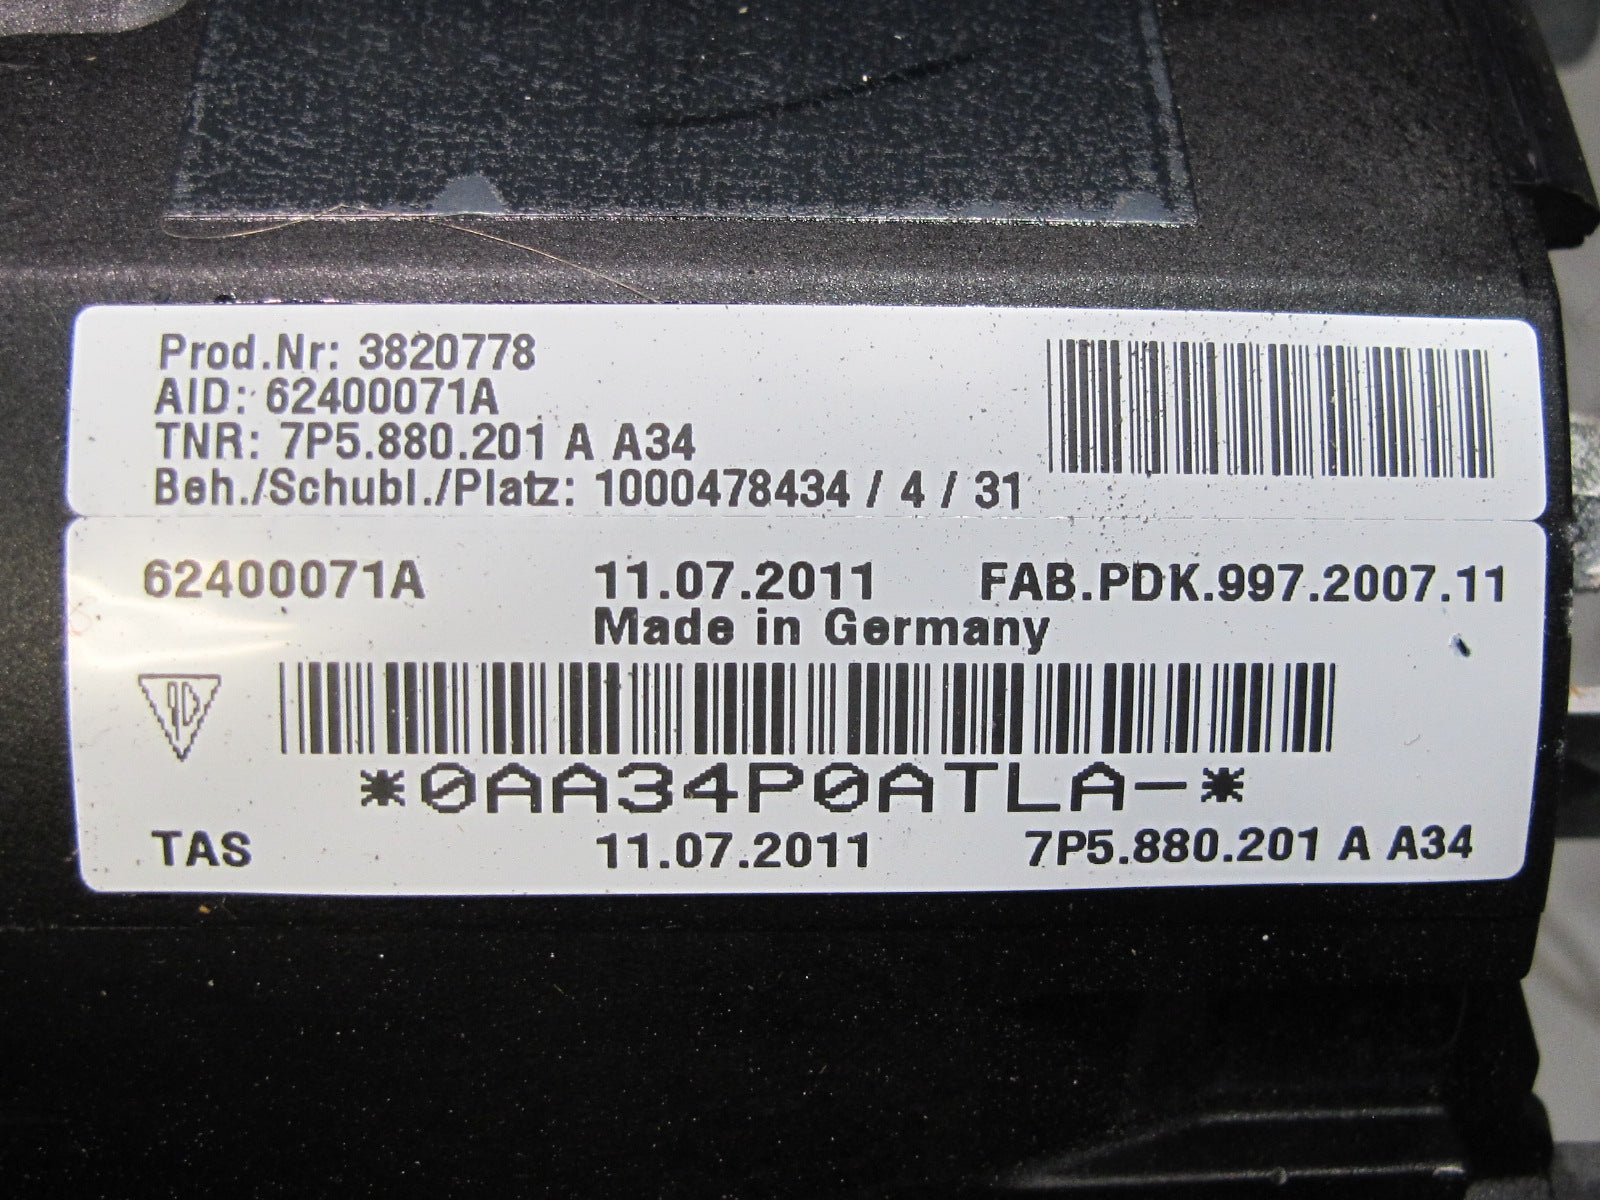 Prod.Nr: 3820778
AID: 62400071A
TNR: 7P5.880.201 A A34
Beh./Schubl./Platz: 1000478434 / 4 / 31
62400071A 11.07.2011 FAB.PDK.997.2007.11
Made in Germany
*0AA34P0ATLA-*
TAS 11.07.2011 7P5.880.201 A A34